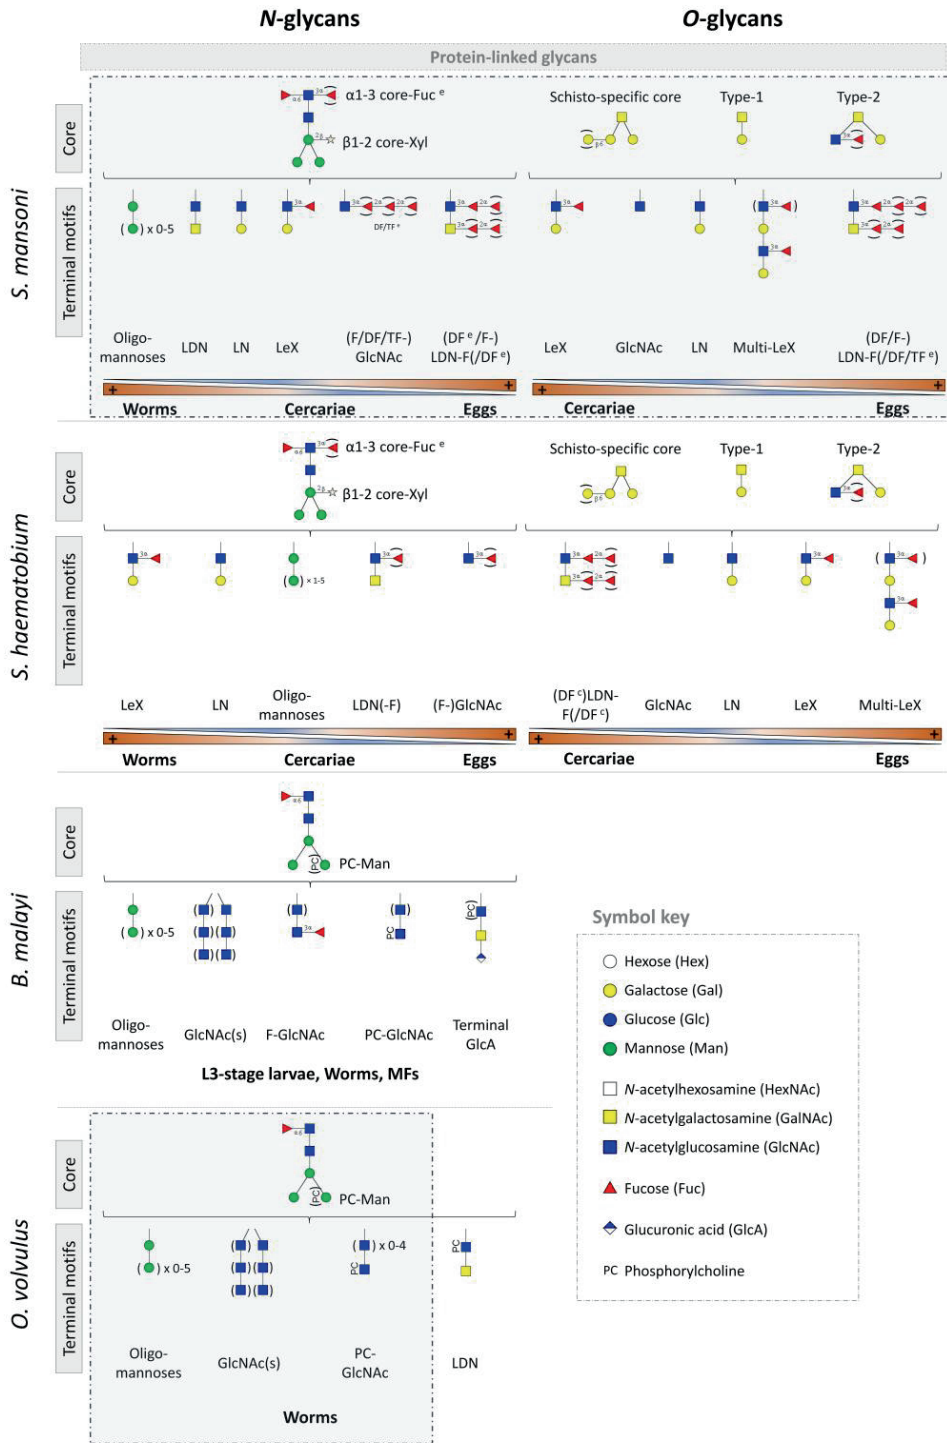 N-glycans O-glycans
Protein-linked glycans
S. mansoni
Core
α1-3 core-Fuc e
β1-2 core-Xyl
Schisto-specific core Type-1 Type-2
Terminal motifs
( ) x 0-5
DF/TF e
Oligo-mannoses LDN LN LeX (F/DF/TF-) GlcNAc (DF e/F-) LDN-F(/DF e)
LeX GlcNAc LN Multi-LeX (DF/F-) LDN-F(/DF/TF e)
+ +
Worms Cercariae Eggs
+ +
Cercariae Eggs
S. haematobium
Core
α1-3 core-Fuc e
β1-2 core-Xyl
Schisto-specific core Type-1 Type-2
Terminal motifs
( ) x 1-5
LeX LN Oligo-mannoses LDN(-F) (F-)GlcNAc
(DF c)LDN-F(/DF c) GlcNAc LN LeX Multi-LeX
+ +
Worms Cercariae Eggs
+ +
Cercariae Eggs
B. malayi
Core
(PC)
PC-Man
Terminal motifs
( ) x 0-5
PC
(PC)
Oligo-mannoses GlcNAc(s) F-GlcNAc PC-GlcNAc Terminal GlcA
L3-stage larvae, Worms, MFs
O. volvulus
Core
(PC)
PC-Man
Terminal motifs
( ) x 0-5
( ) x 0-4
PC
PC
Oligo-mannoses GlcNAc(s) PC-GlcNAc LDN
Worms
Symbol key
Hexose (Hex)
Galactose (Gal)
Glucose (Glc)
Mannose (Man)
N-acetylhexosamine (HexNAc)
N-acetylgalactosamine (GalNAc)
N-acetylglucosamine (GlcNAc)
Fucose (Fuc)
Glucuronic acid (GlcA)
PC Phosphorylcholine